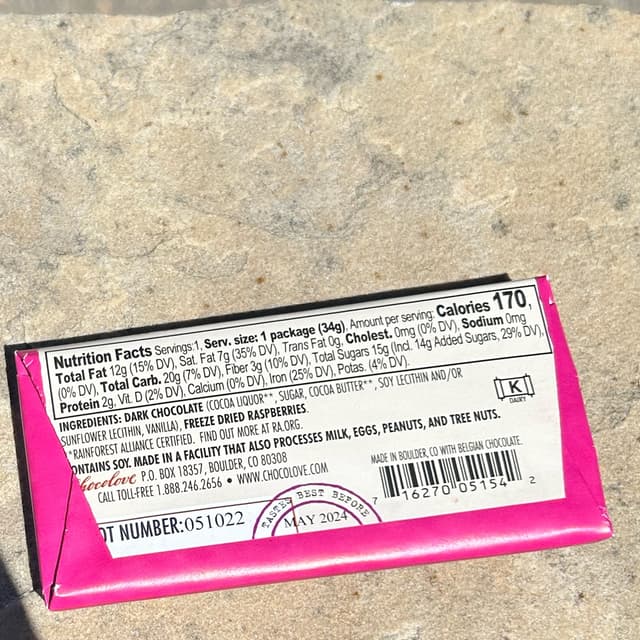 Nutrition Facts Servings:1, Serv. size: 1 package (34g), Amount per serving: Calories 170,
Total Fat 12g (15% DV), Sat. Fat 7g (35% DV), Trans Fat 0g, Cholest. 0mg (0% DV), Sodium 0mg
(0% DV), Total Carb. 20g (7% DV), Fiber 3g (10% DV), Total Sugars 15g (Incl. 14g Added Sugars, 29% DV),
Protein 2g, Vit. D (2% DV), Calcium (0% DV), Iron (25% DV), Potas. (4% DV).
INGREDIENTS: DARK CHOCOLATE (COCOA LIQUOR**, SUGAR, COCOA BUTTER**, SOY LECITHIN AND/OR
SUNFLOWER LECITHIN, VANILLA), FREEZE DRIED RASPBERRIES.
**RAINFOREST ALLIANCE CERTIFIED. FIND OUT MORE AT RA.ORG.
ONTAINS SOY. MADE IN A FACILITY THAT ALSO PROCESSES MILK, EGGS, PEANUTS, AND TREE NUTS.
K
DAIRY
Chocolove P.O. BOX 18357, BOULDER, CO 80308
CALL TOLL-FREE 1.888.246.2656 • WWW.CHOCOLOVE.COM
MADE IN BOULDER, CO WITH BELGIAN CHOCOLATE.
7 16270 05154 2
OT NUMBER:051022
TASTES BEST BEFORE
MAY 2024